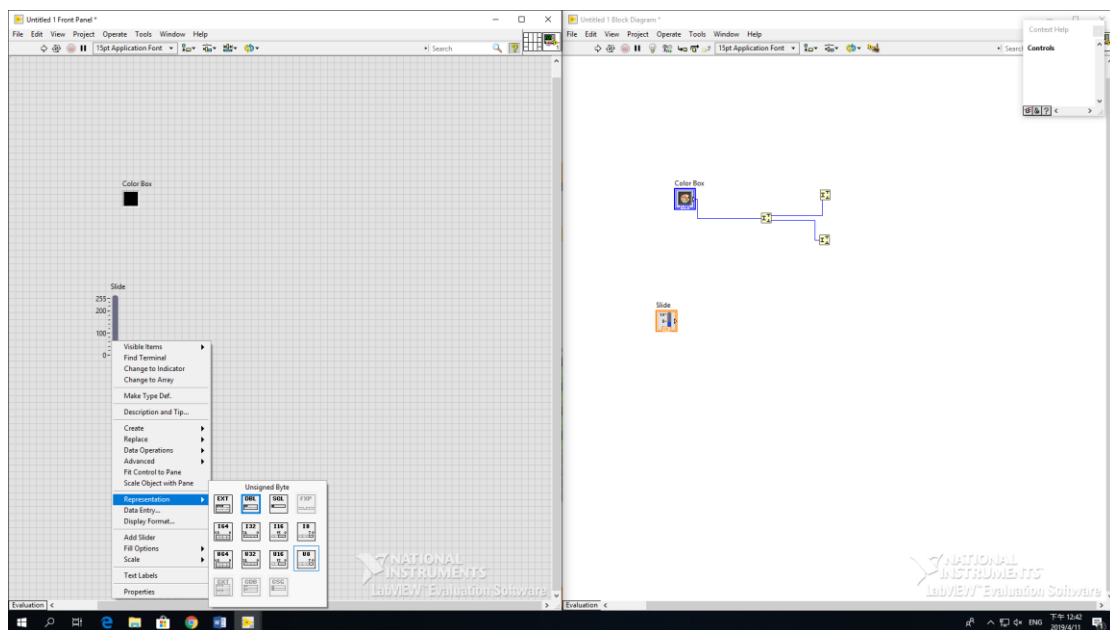 Untitled 1 Front Panel *
File Edit View Project Operate Tools Window Help
15pt Application Font
Search
Color Box
Slide
255
200
100
0
Visible Items
Find Terminal
Change to Indicator
Change to Array
Make Type Def.
Description and Tip...
Create
Replace
Data Operations
Advanced
Fit Control to Pane
Scale Object with Pane
Representation
Data Entry...
Display Format...
Add Slider
Fill Options
Scale
Text Labels
Properties
Unsigned Byte
EXT DBL SGL FXP
I64 I32 I16 I8
U64 U32 U16 U8
CXT CDB CSG
NATIONAL
INSTRUMENTS
LabVIEW™ Evaluation Software
Evaluation
Untitled 1 Block Diagram *
File Edit View Project Operate Tools Window Help
15pt Application Font
Search
Context Help
Controls
Color Box
Slide
NATIONAL
INSTRUMENTS
LabVIEW™ Evaluation Software
Evaluation
ENG
下午 12:42
2019/4/11